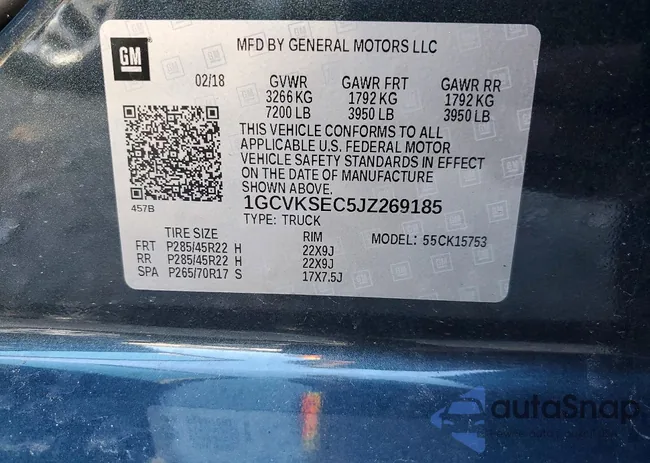 GM
MFD BY GENERAL MOTORS LLC
02/18 GVWR GAWR FRT GAWR RR
3266 KG 1792 KG 1792 KG
7200 LB 3950 LB 3950 LB
THIS VEHICLE CONFORMS TO ALL
APPLICABLE U.S. FEDERAL MOTOR
VEHICLE SAFETY STANDARDS IN EFFECT
ON THE DATE OF MANUFACTURE
SHOWN ABOVE.
457B
1GCVKSEC5JZ269185
TYPE: TRUCK
TIRE SIZE RIM MODEL: 55CK15753
FRT P285/45R22 H 22X9J
RR P285/45R22 H 22X9J
SPA P265/70R17 S 17X7.5J
autaSnap